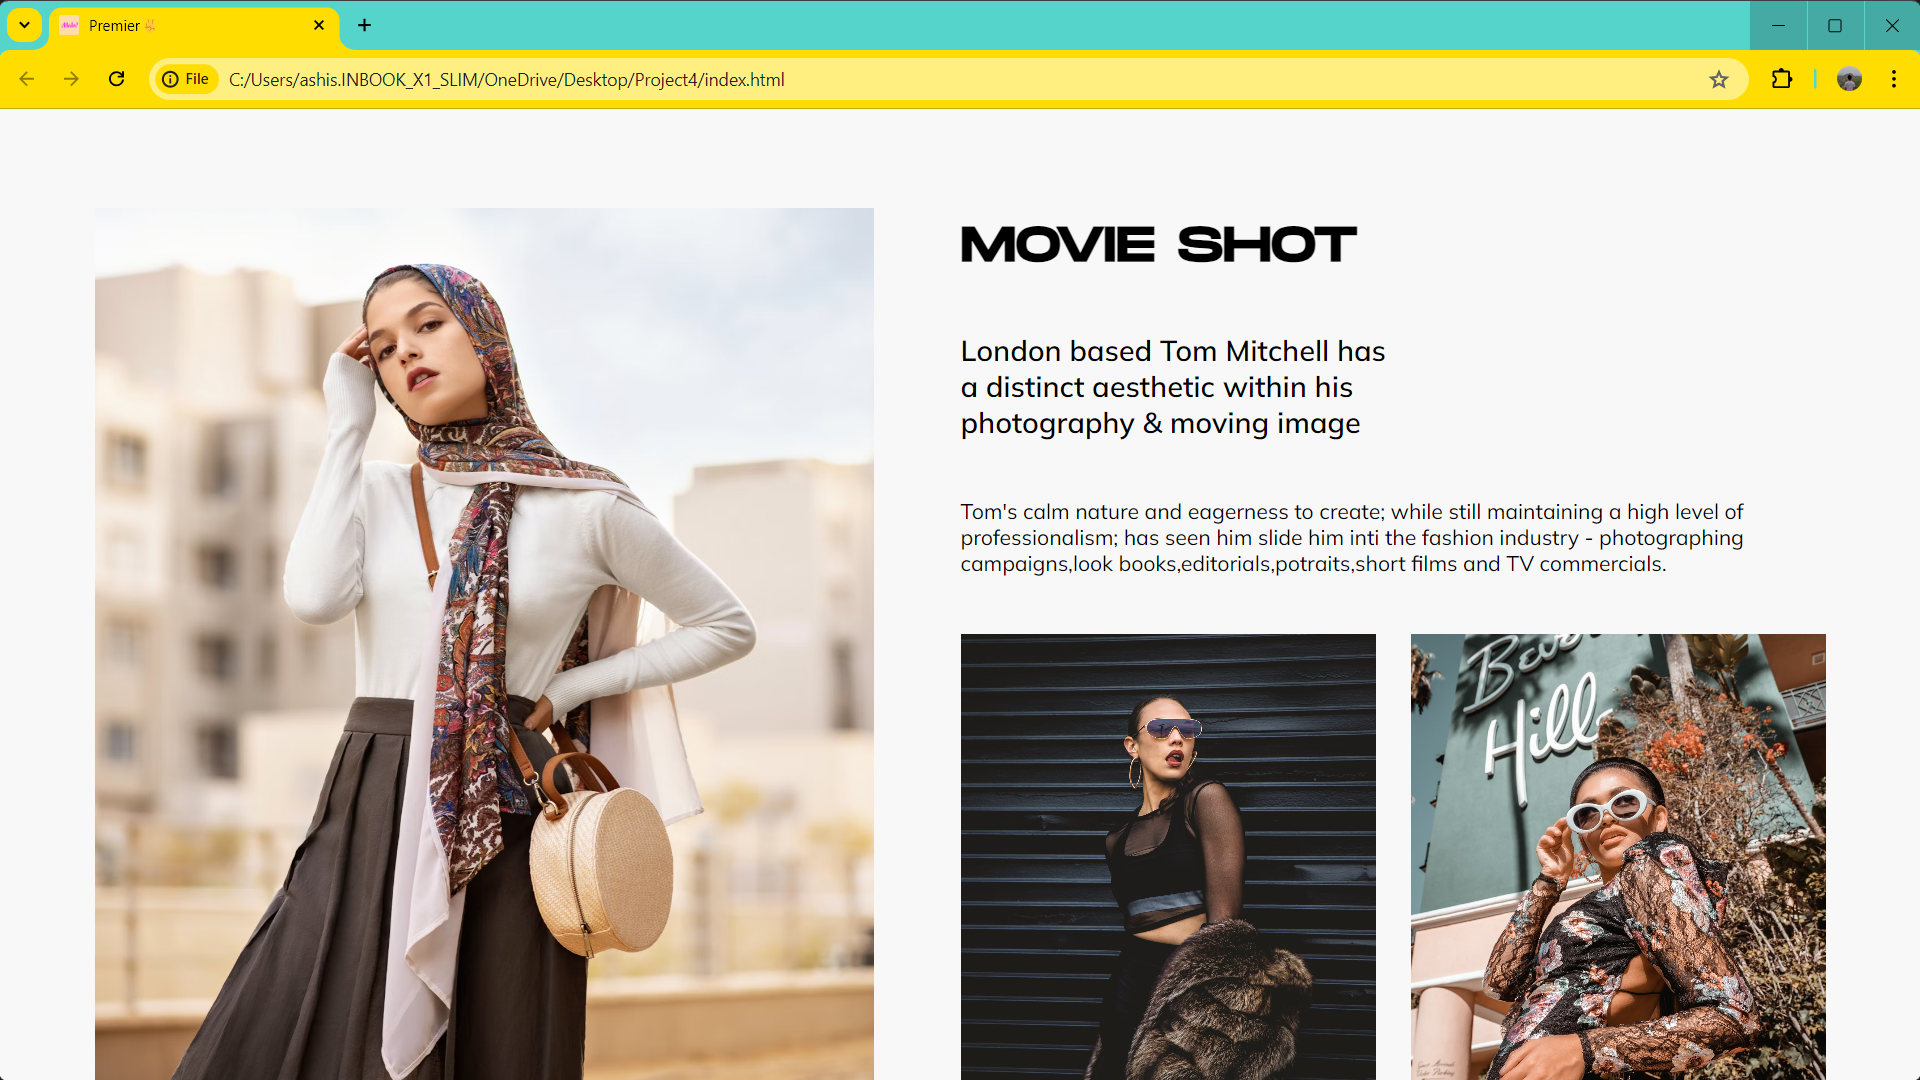 Premier
File
C:/Users/ashis.INBOOK_X1_SLIM/OneDrive/Desktop/Project4/index.html
MOVIE SHOT
London based Tom Mitchell has
a distinct aesthetic within his
photography & moving image
Tom's calm nature and eagerness to create; while still maintaining a high level of
professionalism; has seen him slide him inti the fashion industry - photographing
campaigns,look books,editorials,potraits,short films and TV commercials.
Hills